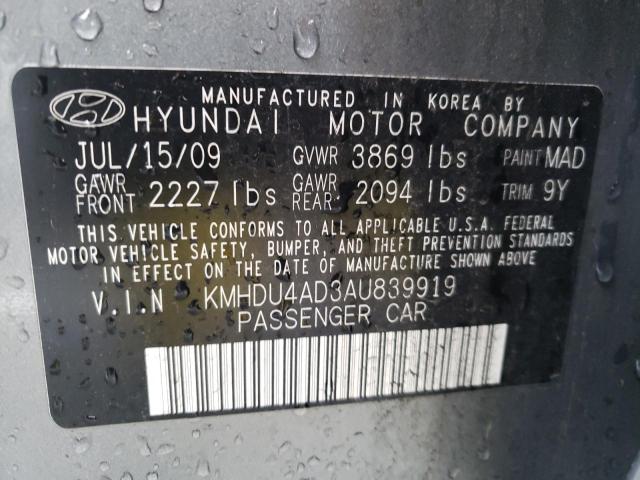 MANUFACTURED IN KOREA BY
HYUNDAI MOTOR COMPANY
JUL/15/09 GVWR 3869 lbs PAINT MAD
GAWR FRONT 2227 lbs GAWR REAR 2094 lbs TRIM 9Y
THIS VEHICLE CONFORMS TO ALL APPLICABLE U.S.A. FEDERAL
MOTOR VEHICLE SAFETY, BUMPER, AND THEFT PREVENTION STANDARDS
IN EFFECT ON THE DATE OF MANUFACTURE SHOWN ABOVE
V.I.N KMHDU4AD3AU839919
PASSENGER CAR